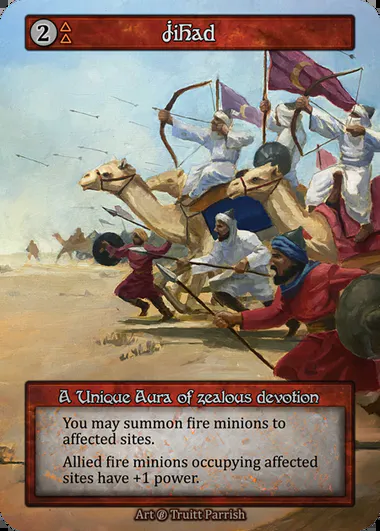 2
Jihad
A Unique Aura of zealous devotion
You may summon fire minions to
affected sites.
Allied fire minions occupying affected
sites have +1 power.
Art @ Truitt Parrish